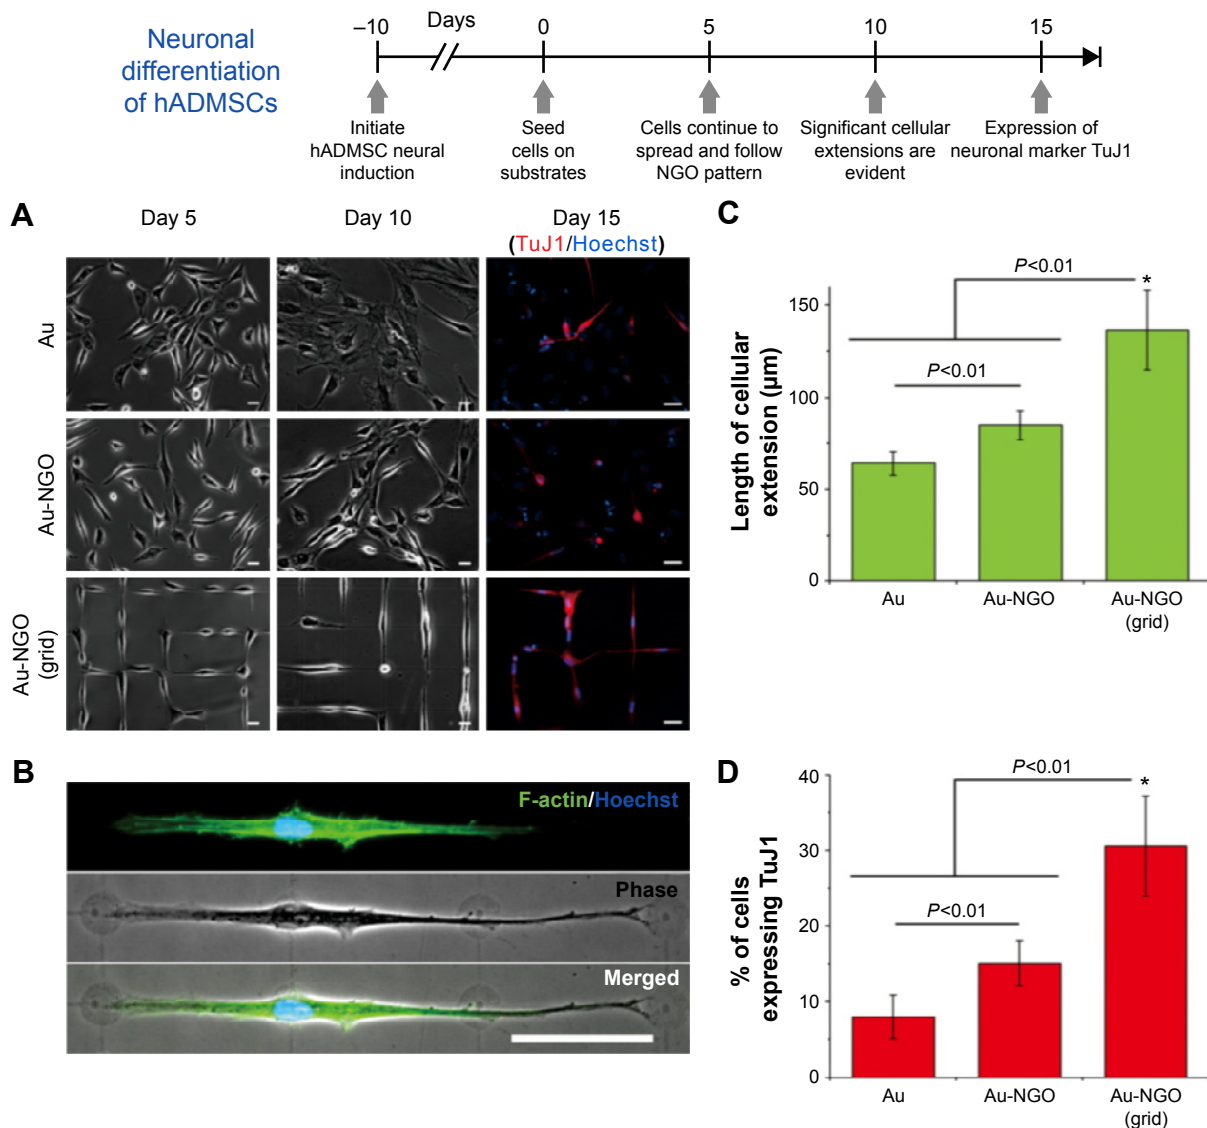 Neuronal
differentiation
of hADMSCs
–10 Days 0 5 10 15
Initiate
hADMSC neural
induction
Seed
cells on
substrates
Cells continue to
spread and follow
NGO pattern
Significant cellular
extensions are
evident
Expression of
neuronal marker TuJ1
A
Day 5
Day 10
Day 15
(TuJ1/Hoechst)
Au
Au-NGO
Au-NGO
(grid)
B
F-actin/Hoechst
Phase
Merged
C
Length of cellular
extension (µm)
150
100
50
0
P<0.01
*
P<0.01
Au
Au-NGO
Au-NGO
(grid)
D
% of cells
expressing TuJ1
40
30
20
10
0
P<0.01
*
P<0.01
Au
Au-NGO
Au-NGO
(grid)